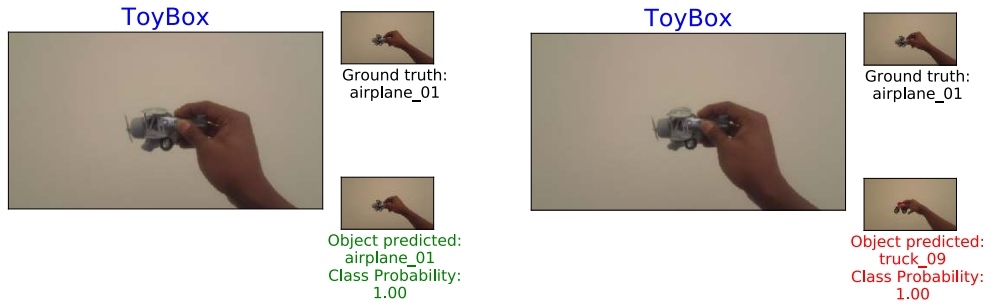 ToyBox
Ground truth:
airplane_01
Object predicted:
airplane_01
Class Probability:
1.00
ToyBox
Ground truth:
airplane_01
Object predicted:
truck_09
Class Probability:
1.00